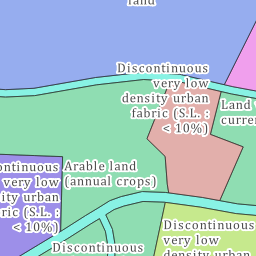 land
Discontinuous
very low
density urban
fabric (S.L. :
< 10%)
Land
curren
ontinuous
very low
ity urban
ric (S.L. :
< 10%)
Arable land
(annual crops)
Discontinuous
Discontinuous
very low
density urban